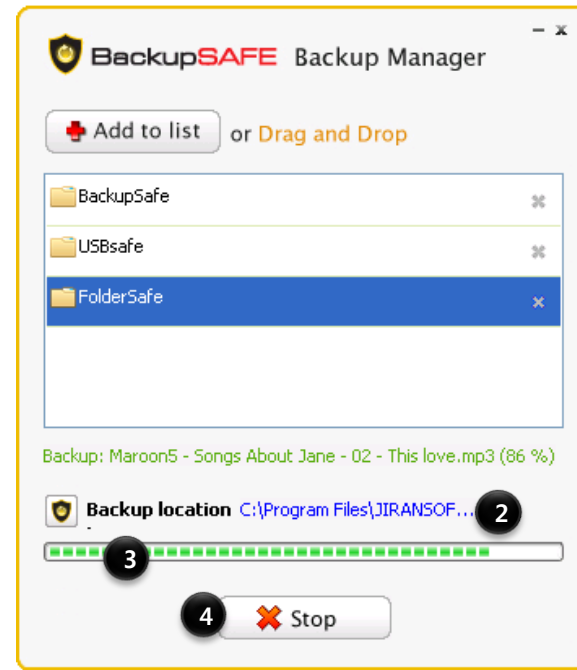 BackupSAFE Backup Manager
Add to list or Drag and Drop
BackupSafe
USBsafe
FolderSafe
Backup: Maroon5 - Songs About Jane - 02 - This love.mp3 (86 %)
Backup location C:\Program Files\JIRANSOF... 2
3
4 Stop